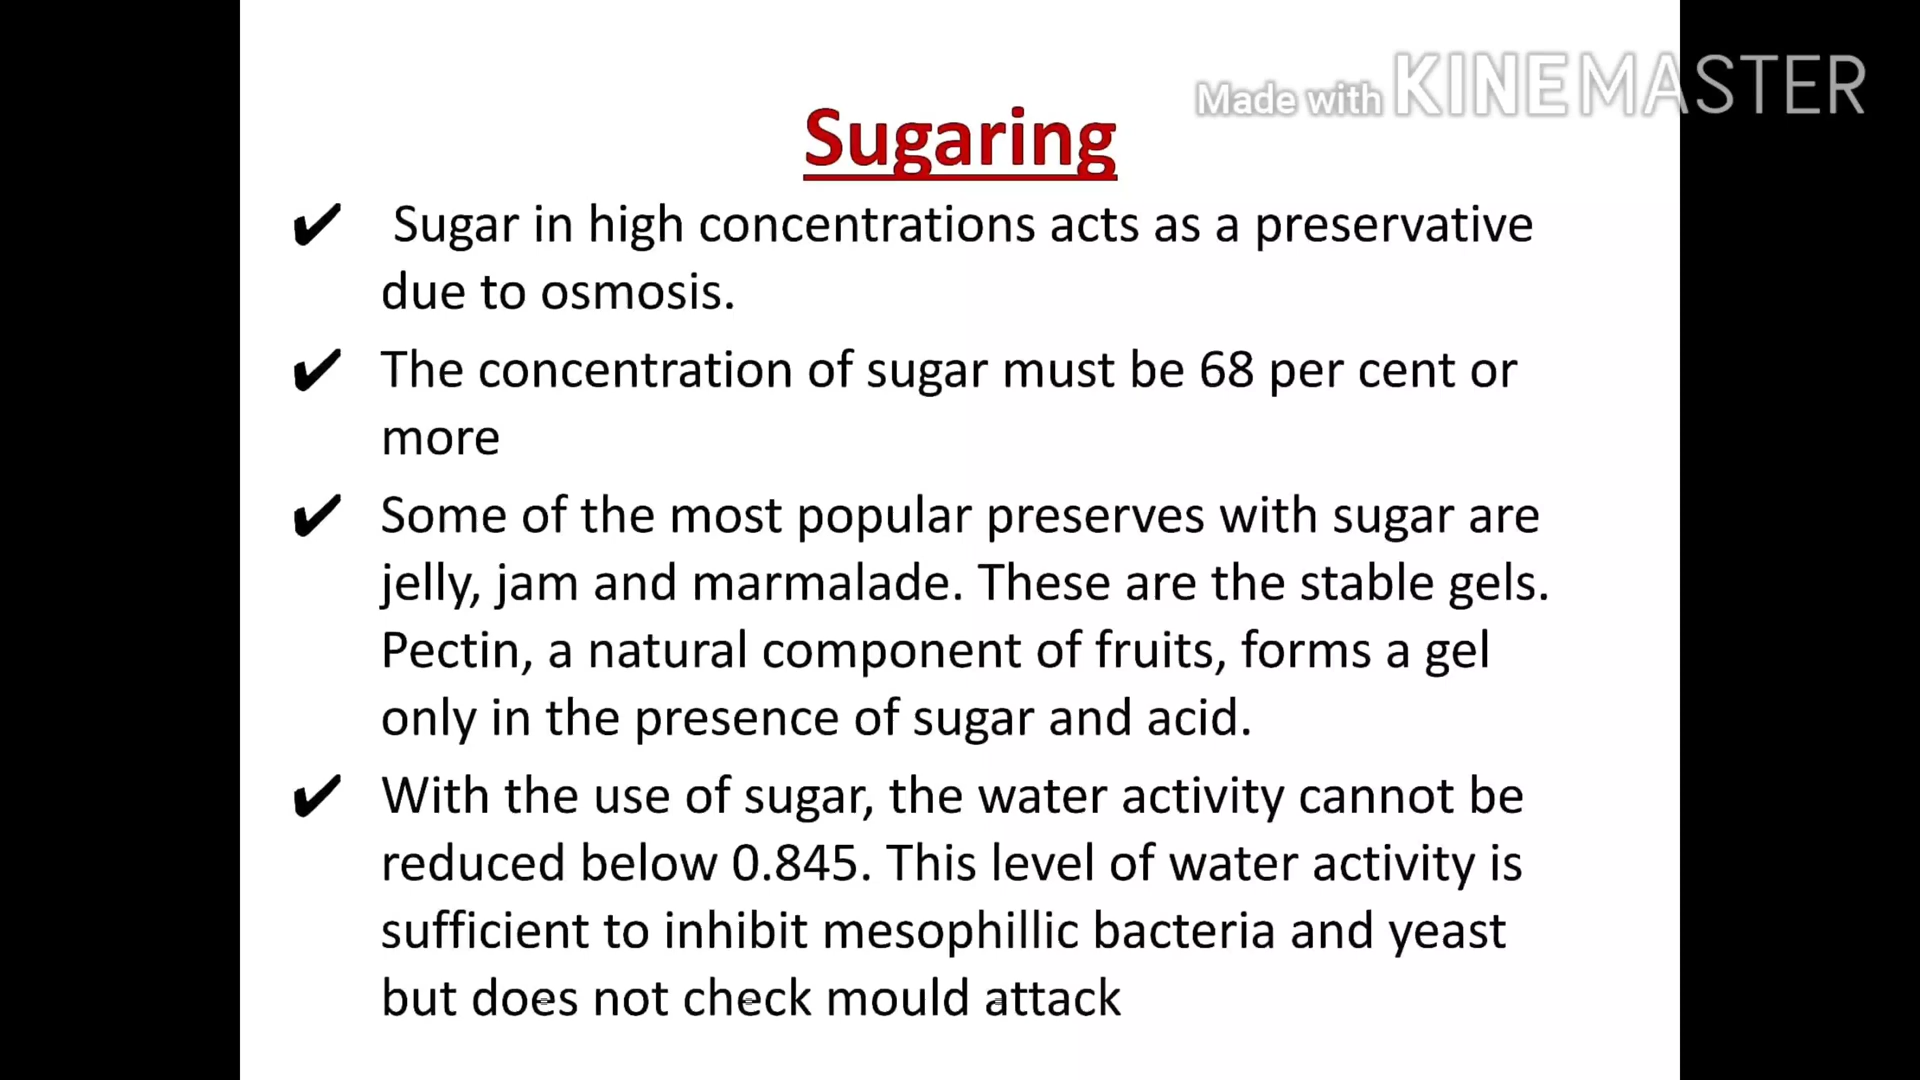 Made with KINEMASTER
Sugaring
✔ Sugar in high concentrations acts as a preservative
due to osmosis.
✔ The concentration of sugar must be 68 per cent or
more
✔ Some of the most popular preserves with sugar are
jelly, jam and marmalade. These are the stable gels.
Pectin, a natural component of fruits, forms a gel
only in the presence of sugar and acid.
✔ With the use of sugar, the water activity cannot be
reduced below 0.845. This level of water activity is
sufficient to inhibit mesophillic bacteria and yeast
but does not check mould attack